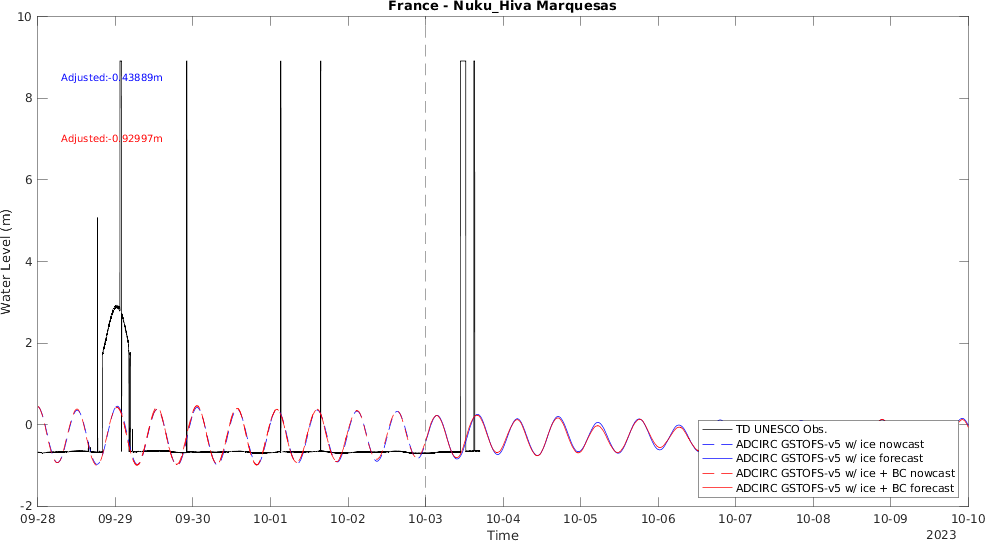 France - Nuku_Hiva Marquesas
10
8
6
4
2
0
-2
Water Level (m)
Adjusted:-0.43889m
Adjusted:-0.92997m
TD UNESCO Obs.
ADCIRC GSTOFS-v5 w/ ice nowcast
ADCIRC GSTOFS-v5 w/ ice forecast
ADCIRC GSTOFS-v5 w/ ice + BC nowcast
ADCIRC GSTOFS-v5 w/ ice + BC forecast
09-28 09-29 09-30 10-01 10-02 10-03 10-04 10-05 10-06 10-07 10-08 10-09 10-10
Time
2023